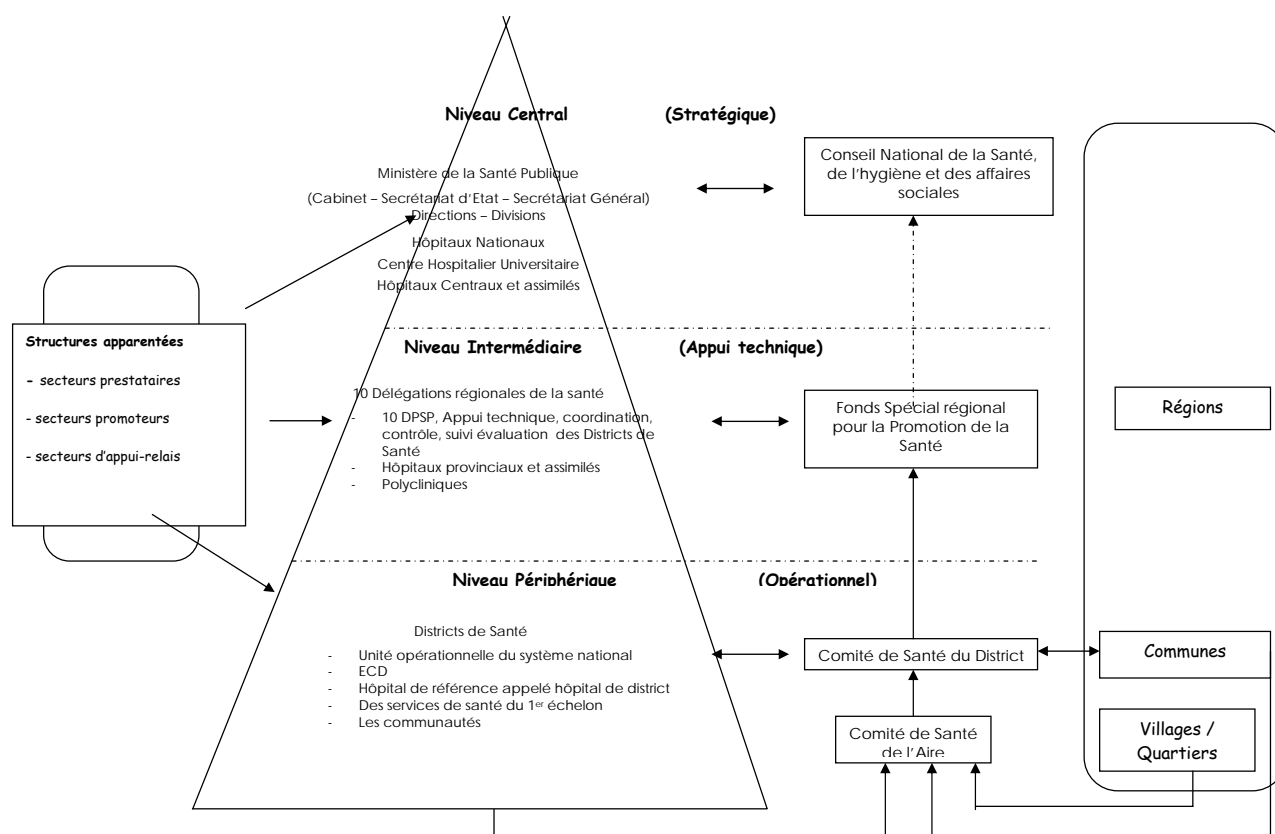 Niveau Central (Stratégique)
Ministère de la Santé Publique
(Cabinet – Secrétariat d'Etat – Secrétariat Général)
Directions – Divisions
Hôpitaux Nationaux
Centre Hospitalier Universitaire
Hôpitaux Centraux et assimilés
Conseil National de la Santé,
de l'hygiène et des affaires
sociales
Structures apparentées
- secteurs prestataires
- secteurs promoteurs
- secteurs d'appui-relais
Niveau Intermédiaire (Appui technique)
10 Délégations régionales de la santé
- 10 DPSP, Appui technique, coordination,
contrôle, suivi évaluation des Districts de
Santé
- Hôpitaux provinciaux et assimilés
- Polycliniques
Fonds Spécial régional
pour la Promotion de la
Santé
Régions
Niveau Périphérique (Opérationnel)
Districts de Santé
- Unité opérationnelle du système national
- ECD
- Hôpital de référence appelé hôpital de district
- Des services de santé du 1er échelon
- Les communautés
Comité de Santé du District
Communes
Comité de Santé
de l'Aire
Villages /
Quartiers